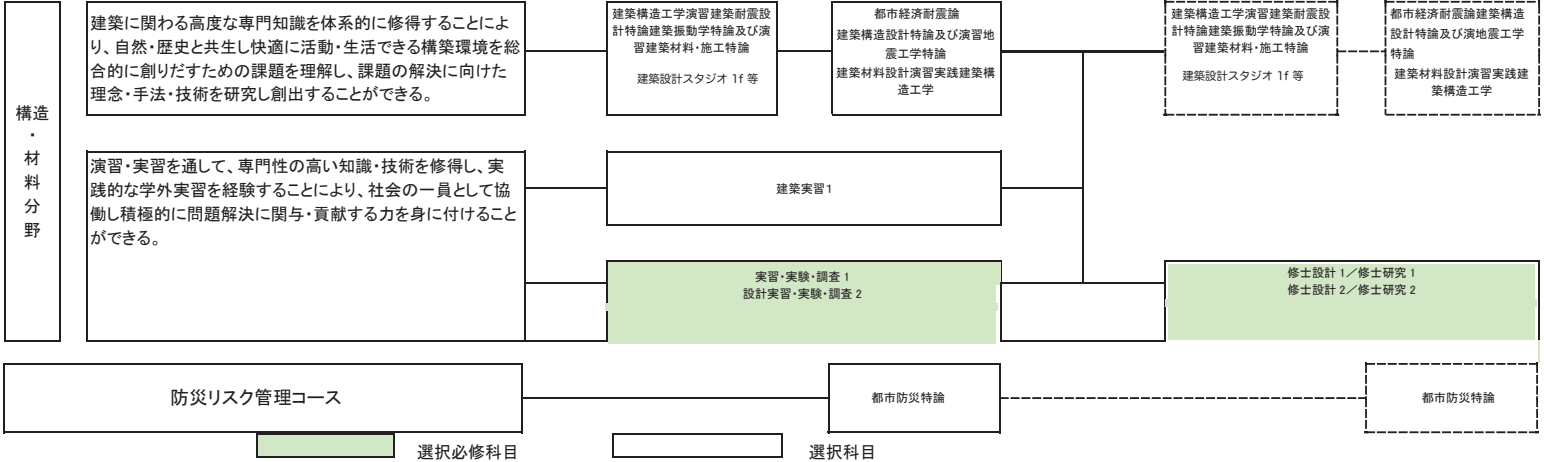 構造
・
材
料
分
野
建築に関わる高度な専門知識を体系的に修得することによ
り、自然・歴史と共生し快適に活動・生活できる構築環境を総
合的に創りだすための課題を理解し、課題の解決に向けた
理念・手法・技術を研究し創出することができる。
建築構造工学演習建築耐震設
計特論建築振動学特論及び演
習建築材料・施工特論
建築設計スタジオ 1f 等
都市経済耐震論
建築構造設計特論及び演習地
震工学特論
建築材料設計演習実践建築構
造工学
建築構造工学演習建築耐震設
計特論建築振動学特論及び演
習建築材料・施工特論
建築設計スタジオ 1f 等
都市経済耐震論建築構造
設計特論及び演地震工学
特論
建築材料設計演習実践建
築構造工学
演習・実習を通して、専門性の高い知識・技術を修得し、実
践的な学外実習を経験することにより、社会の一員として協
働し積極的に問題解決に関与・貢献する力を身に付けること
ができる。
建築実習1
実習・実験・調査 1
設計実習・実験・調査 2
修士設計 1／修士研究 1
修士設計 2／修士研究 2
防災リスク管理コース
都市防災特論
都市防災特論
選択必修科目
選択科目